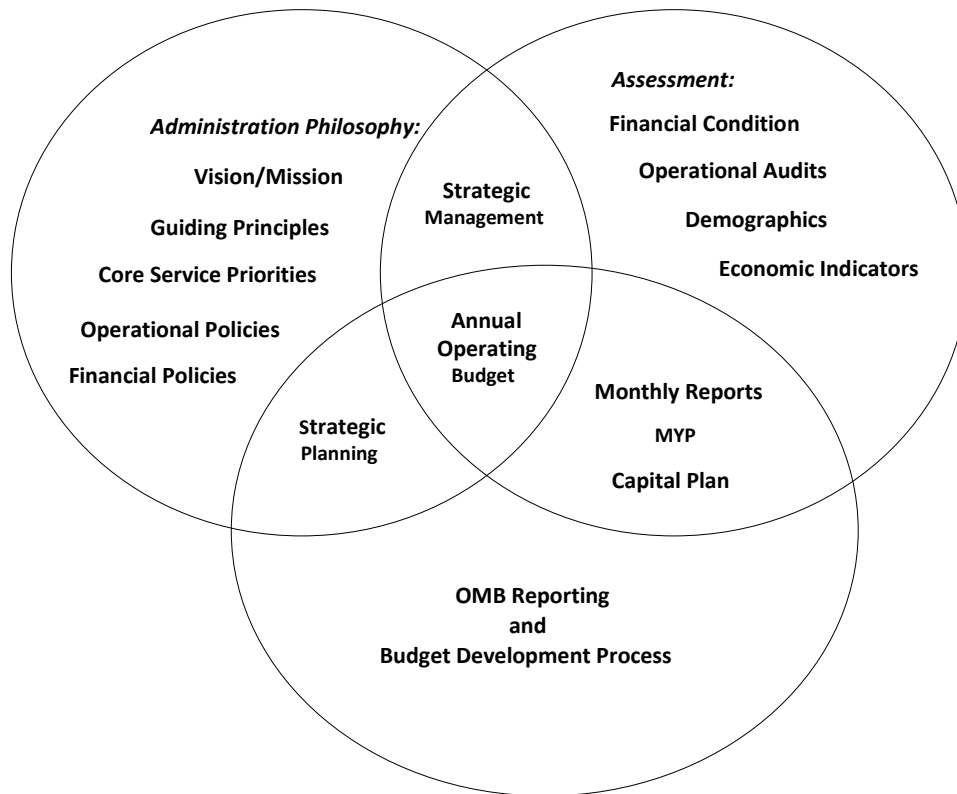 Administration Philosophy:
Vision/Mission
Guiding Principles
Core Service Priorities
Operational Policies
Financial Policies
Strategic
Management
Assessment:
Financial Condition
Operational Audits
Demographics
Economic Indicators
Annual
Operating
Budget
Strategic
Planning
Monthly Reports
MYP
Capital Plan
OMB Reporting
and
Budget Development Process